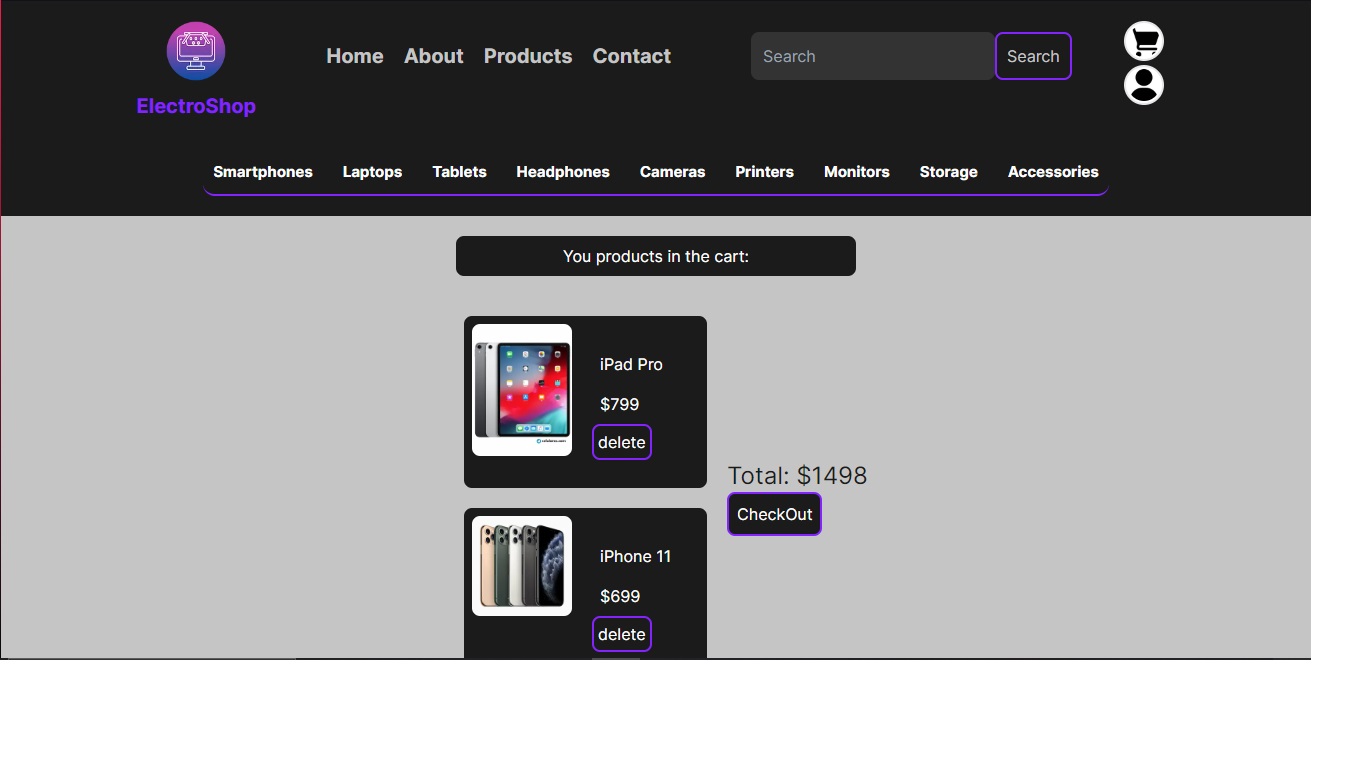 ElectroShop
Home About Products Contact
Search Search
Smartphones Laptops Tablets Headphones Cameras Printers Monitors Storage Accessories
You products in the cart:
iPad Pro
$799
delete
Total: $1498
CheckOut
iPhone 11
$699
delete